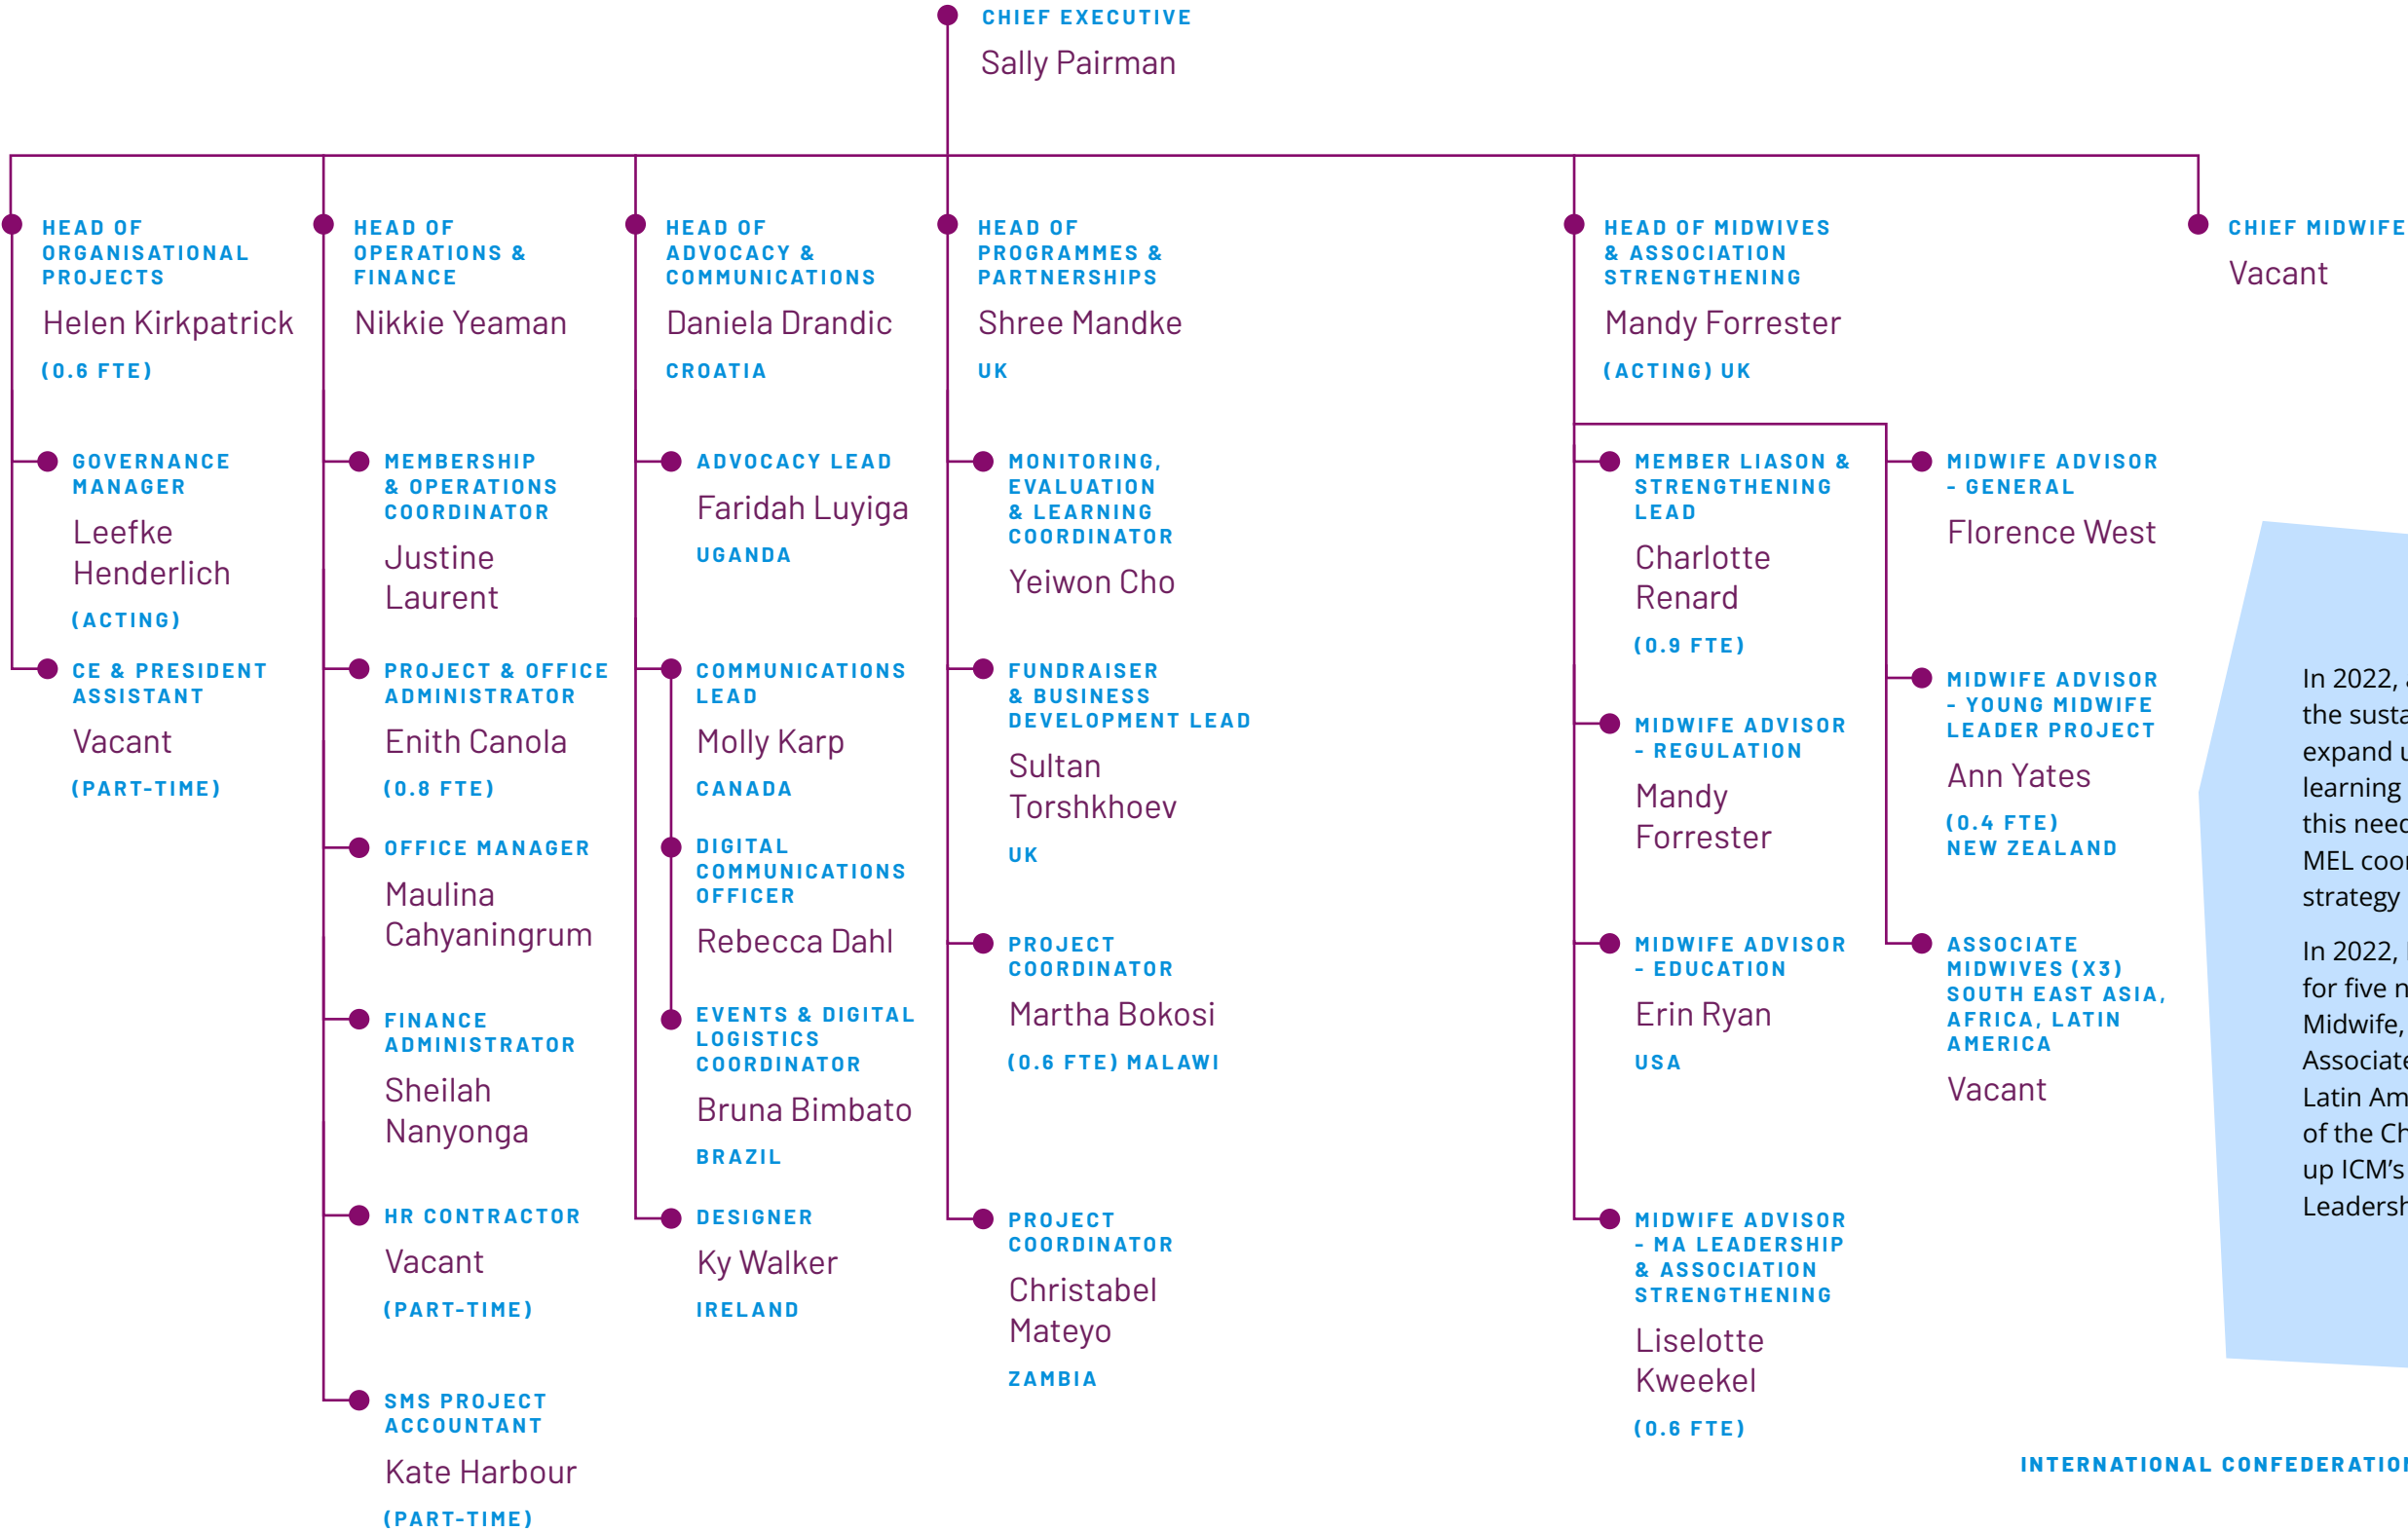 CHIEF EXECUTIVE
Sally Pairman
HEAD OF
ORGANISATIONAL
PROJECTS
Helen Kirkpatrick
(0.6 FTE)
GOVERNANCE
MANAGER
Leefke
Henderlich
(ACTING)
CE & PRESIDENT
ASSISTANT
Vacant
(PART-TIME)
HEAD OF
OPERATIONS &
FINANCE
Nikkie Yeaman
MEMBERSHIP
& OPERATIONS
COORDINATOR
Justine
Laurent
PROJECT & OFFICE
ADMINISTRATOR
Enith Canola
(0.8 FTE)
OFFICE MANAGER
Maulina
Cahyaningrum
FINANCE
ADMINISTRATOR
Sheilah
Nanyonga
HR CONTRACTOR
Vacant
(PART-TIME)
SMS PROJECT
ACCOUNTANT
Kate Harbour
(PART-TIME)
HEAD OF
ADVOCACY &
COMMUNICATIONS
Daniela Drandic
CROATIA
ADVOCACY LEAD
Faridah Luyiga
UGANDA
COMMUNICATIONS
LEAD
Molly Karp
CANADA
DIGITAL
COMMUNICATIONS
OFFICER
Rebecca Dahl
EVENTS & DIGITAL
LOGISTICS
COORDINATOR
Bruna Bimbato
BRAZIL
DESIGNER
Ky Walker
IRELAND
HEAD OF
PROGRAMMES &
PARTNERSHIPS
Shree Mandke
UK
MONITORING,
EVALUATION
& LEARNING
COORDINATOR
Yeiwon Cho
FUNDRAISER
& BUSINESS
DEVELOPMENT LEAD
Sultan
Torshkhoev
UK
PROJECT
COORDINATOR
Martha Bokosi
(0.6 FTE) MALAWI
PROJECT
COORDINATOR
Christabel
Mateyo
ZAMBIA
HEAD OF MIDWIVES
& ASSOCIATION
STRENGTHENING
Mandy Forrester
(ACTING) UK
MEMBER LIASON &
STRENGTHENING
LEAD
Charlotte
Renard
(0.9 FTE)
MIDWIFE ADVISOR
- REGULATION
Mandy
Forrester
MIDWIFE ADVISOR
- EDUCATION
Erin Ryan
USA
MIDWIFE ADVISOR
- MA LEADERSHIP
& ASSOCIATION
STRENGTHENING
Liselotte
Kweekel
(0.6 FTE)
MIDWIFE ADVISOR
- GENERAL
Florence West
MIDWIFE ADVISOR
- YOUNG MIDWIFE
LEADER PROJECT
Ann Yates
(0.4 FTE)
NEW ZEALAND
ASSOCIATE
MIDWIVES (X3)
SOUTH EAST ASIA,
AFRICA, LATIN
AMERICA
Vacant
CHIEF MIDWIFE
Vacant
In 2022,
the
expand
learning
this
MEL
strategy
In 2022,
for five
Midwife,
Latin
of the
up ICM's
INTERNATIONAL